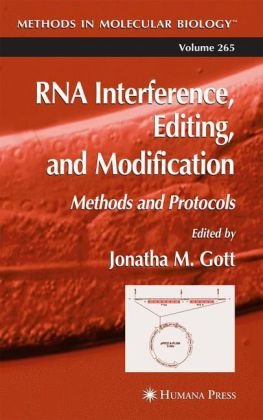 METHODS IN MOLECULAR BIOLOGY™
Volume 265
RNA Interference,
Editing,
and Modification
Methods and Protocols
Edited by
Jonatha M. Gott
HUMANA PRESS